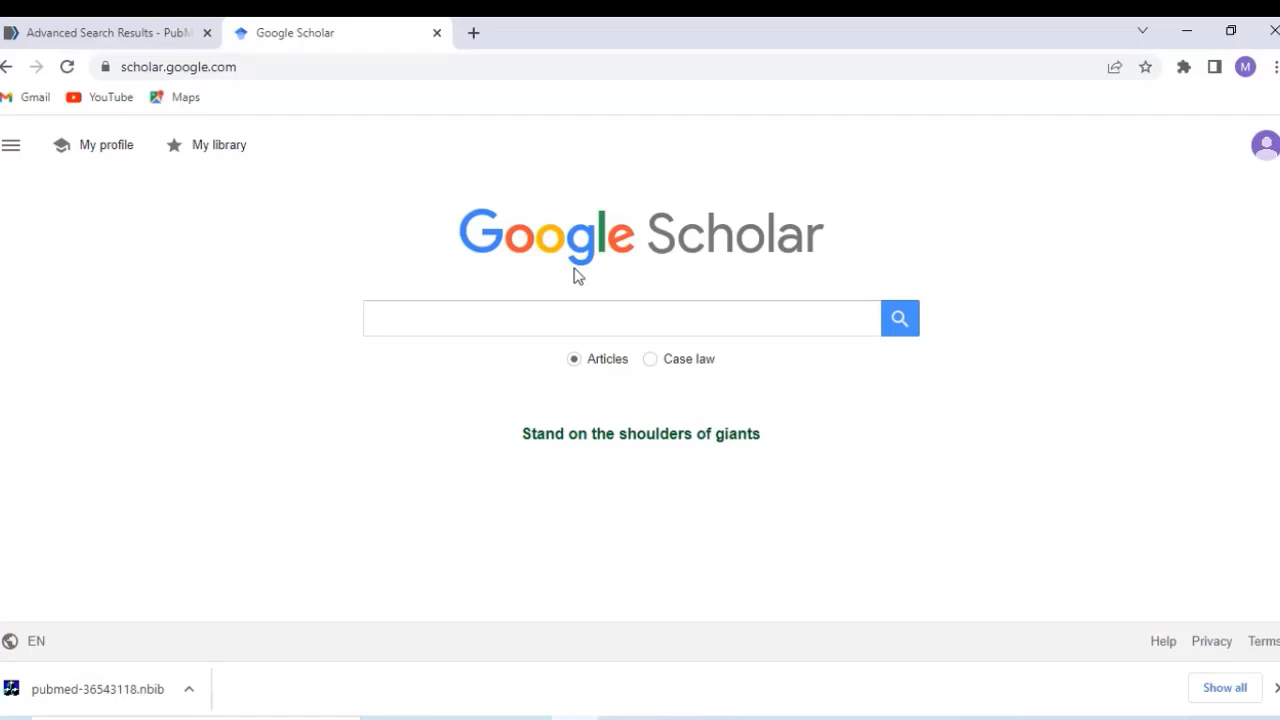 Advanced Search Results - PubM
Google Scholar
scholar.google.com
M
Gmail
YouTube
Maps
My profile
My library
Google Scholar
Articles
Case law
Stand on the shoulders of giants
EN
Help
Privacy
Terms
pubmed-36543118.nbib
Show all